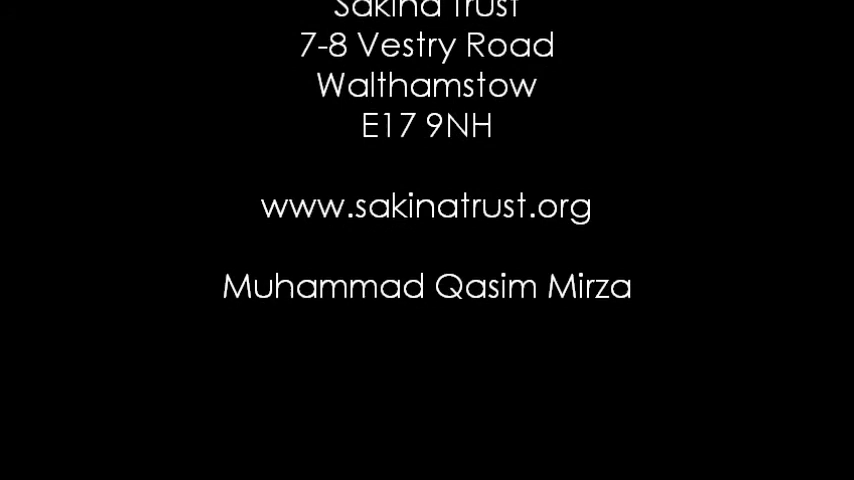 Sakina Trust
7-8 Vestry Road
Walthamstow
E17 9NH
www.sakinatrust.org
Muhammad Qasim Mirza